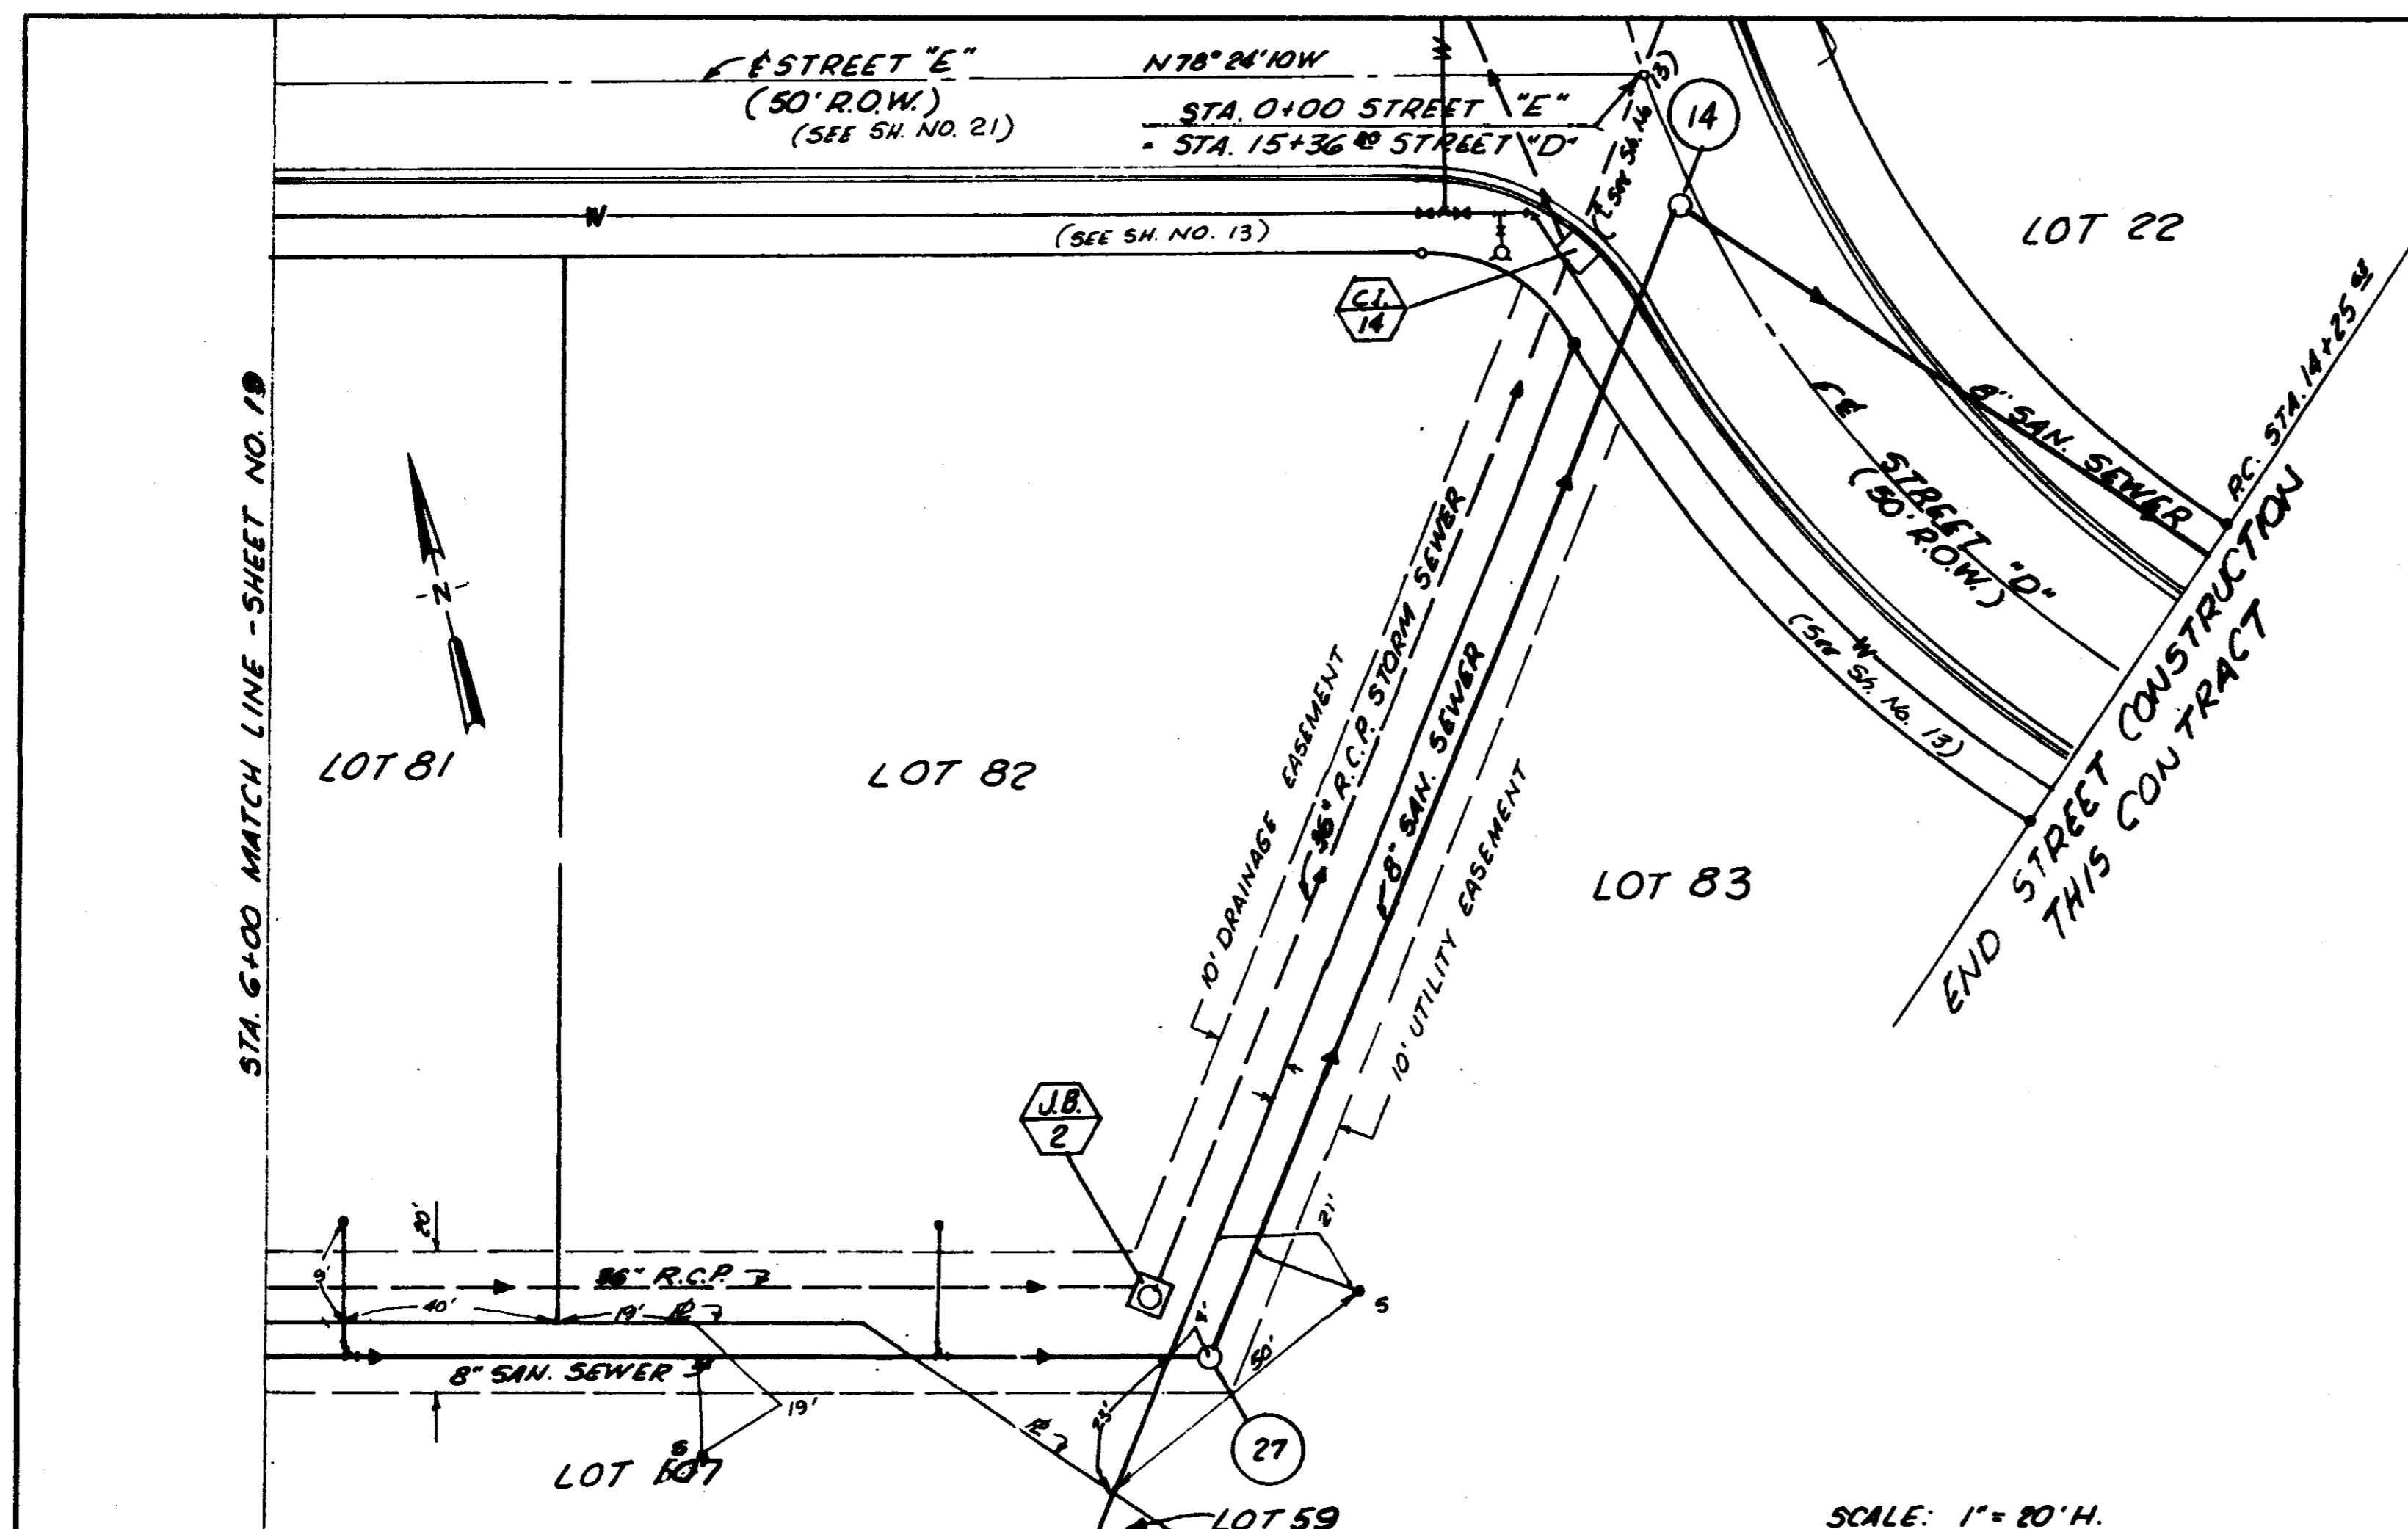 ℄ STREET "E"
(50' R.O.W.)
(SEE SH. NO. 21)
N78°24'10W
STA. 0+00 STREET "E"
= STA. 15+36 STREET "D"
W
14
LOT 22
W
(SEE SH. NO. 13)
C.I.
14
P.C. STA. 14+25
8" SAN. SEWER
℄
STREET "D"
(50' R.O.W.)
W
(See Sh. No. 13)
END STREET CONSTRUCTION
THIS CONTRACT
STA. 6+00 MATCH LINE - SHEET NO. 19
N
LOT 81
LOT 82
LOT 83
10' DRAINAGE EASEMENT
36" R.C.P. STORM SEWER
8" SAN. SEWER
10' UTILITY EASEMENT
J.B.
2
20'
9'
36" R.C.P.
40'
19'
21'
S
50'
8" SAN. SEWER
19'
S
27
LOT
LOT 59
SCALE: 1" = 20' H.